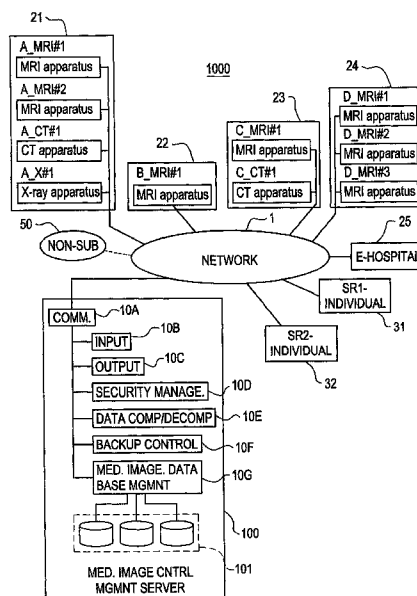 21
A_MRI#1
MRI apparatus
A_MRI#2
MRI apparatus
A_CT#1
CT apparatus
A_X#1
X-ray apparatus
1000
22
B_MRI#1
MRI apparatus
23
C_MRI#1
MRI apparatus
C_CT#1
CT apparatus
24
D_MRI#1
MRI apparatus
D_MRI#2
MRI apparatus
D_MRI#3
MRI apparatus
50
NON-SUB
1
NETWORK
25
E-HOSPITAL
SR1-
INDIVIDUAL
31
SR2-
INDIVIDUAL
32
COMM.
10A
INPUT
10B
OUTPUT
10C
SECURITY MANAGE.
10D
DATA COMP/DECOMP
10E
BACKUP CONTROL
10F
MED. IMAGE. DATA
BASE MGMNT
10G
100
101
MED. IMAGE CNTRL
MGMNT SERVER